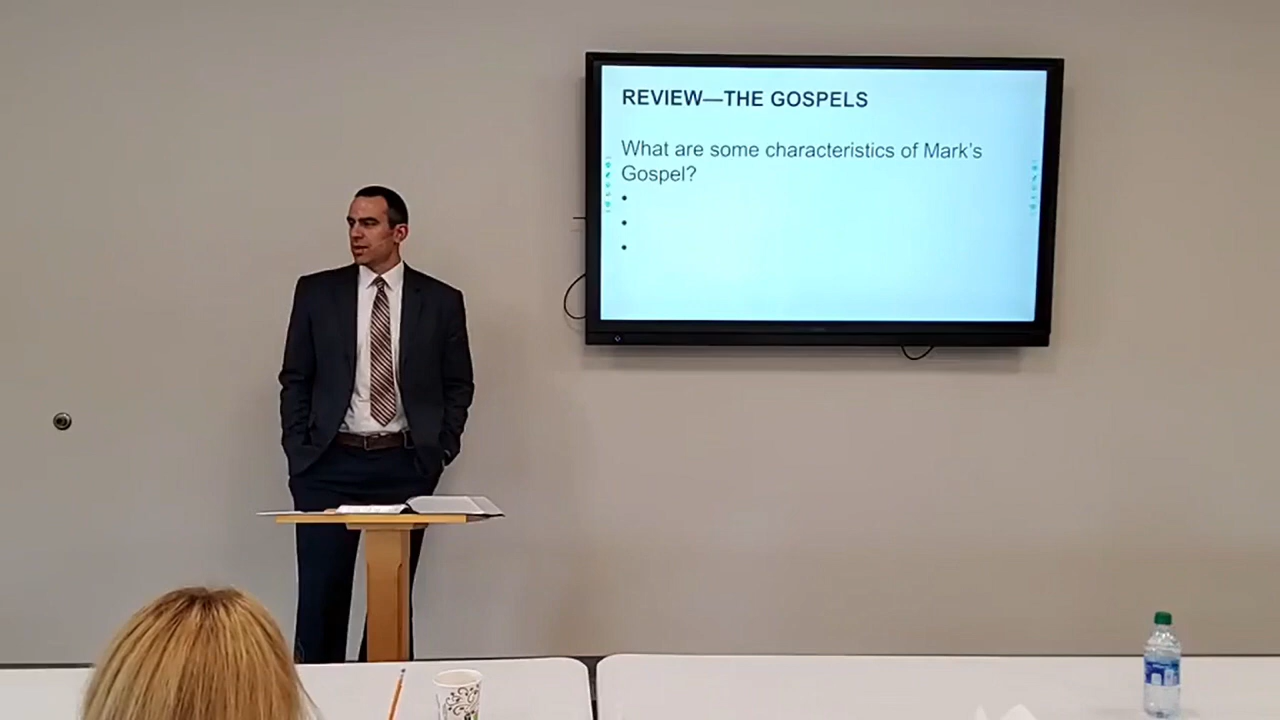 REVIEW—THE GOSPELS
What are some characteristics of Mark's
Gospel?